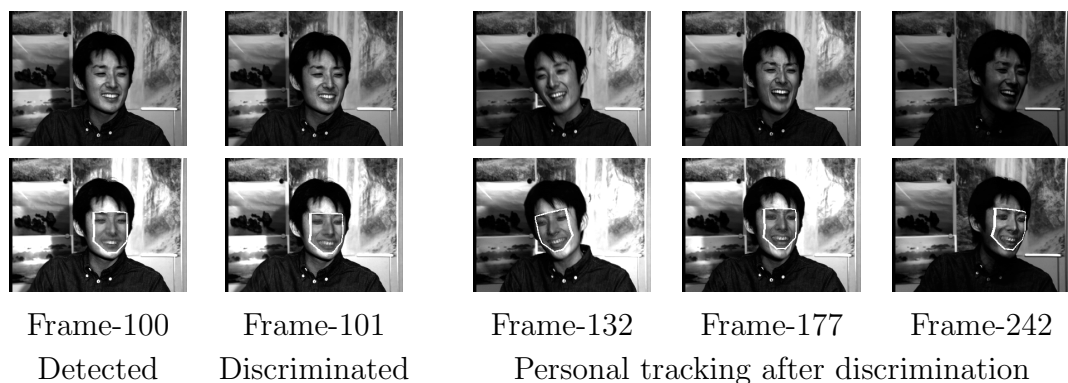 Frame-100 Frame-101 Frame-132 Frame-177 Frame-242
Detected Discriminated Personal tracking after discrimination